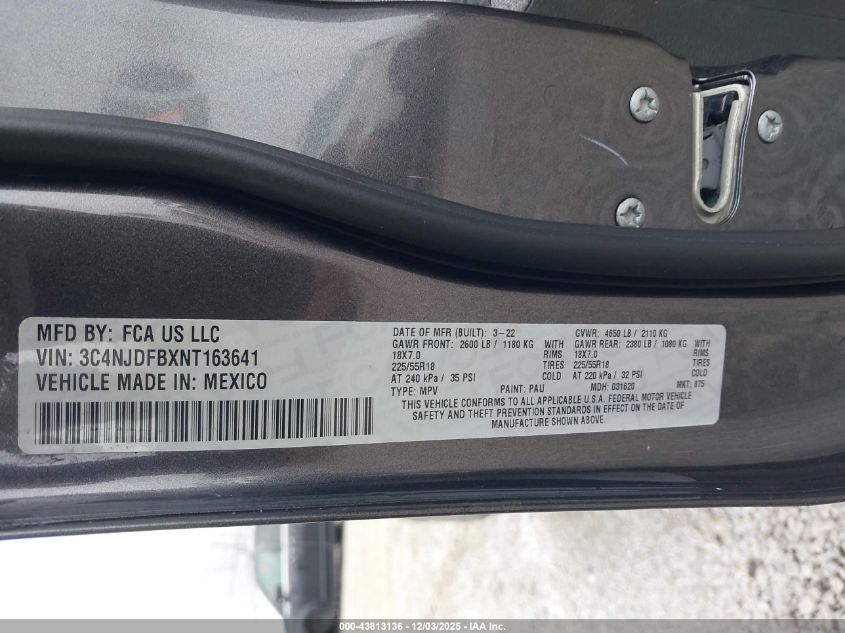 MFD BY: FCA US LLC
VIN: 3C4NJDFBXNT163641
VEHICLE MADE IN: MEXICO
DATE OF MFR (BUILT): 3-22 GVWR: 4650 LB / 2110 KG
GAWR FRONT: 2600 LB / 1180 KG WITH GAWR REAR: 2380 LB / 1080 KG WITH
18X7.0 RIMS 18X7.0 RIMS
225/55R18 TIRES 225/55R18 TIRES
AT 240 kPa / 35 PSI COLD AT 220 kPa / 32 PSI COLD
TYPE: MPV PAINT: PAU MDH: 031620 MKT: 875
THIS VEHICLE CONFORMS TO ALL APPLICABLE U.S.A. FEDERAL MOTOR VEHICLE
SAFETY AND THEFT PREVENTION STANDARDS IN EFFECT ON THE DATE OF
MANUFACTURE SHOWN ABOVE.
000-43813136 - 12/03/2025 - IAA Inc.